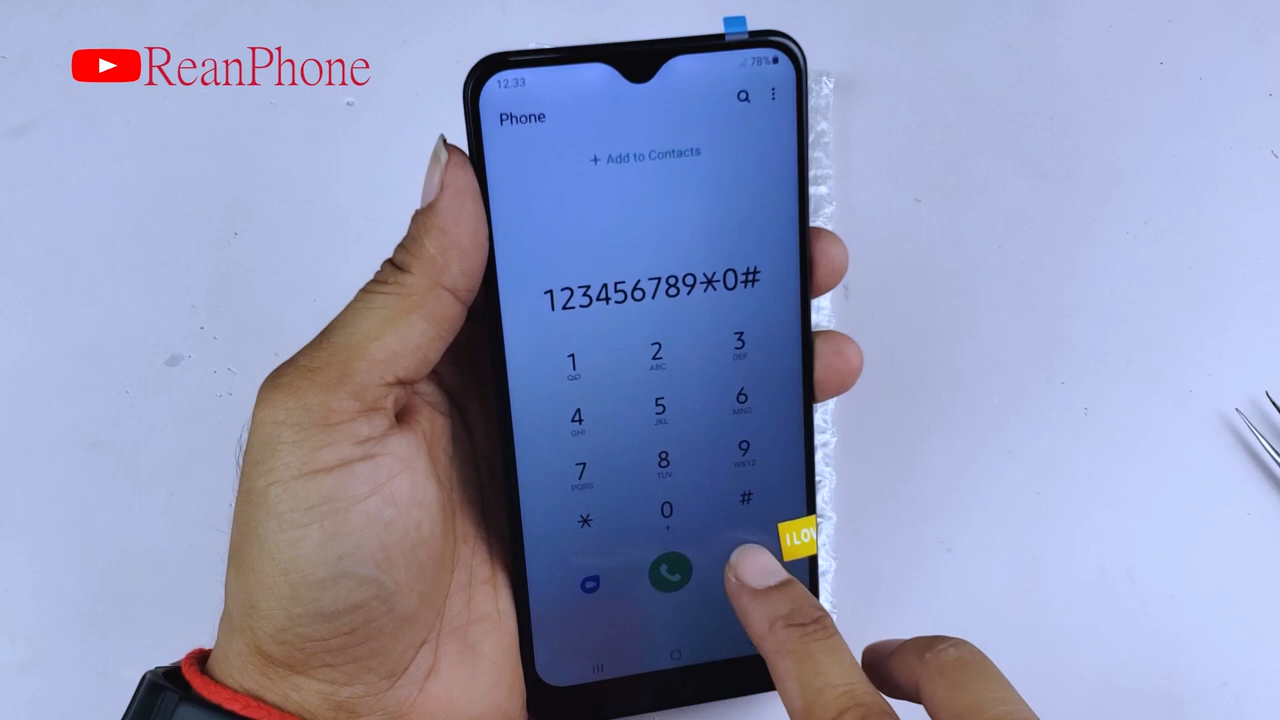 ReanPhone
12:33
78%
Phone
+ Add to Contacts
123456789*0#
1
2 ABC
3 DEF
4 GHI
5 JKL
6 MNO
7 PQRS
8 TUV
9 WXYZ
*
0 +
#
I LOV